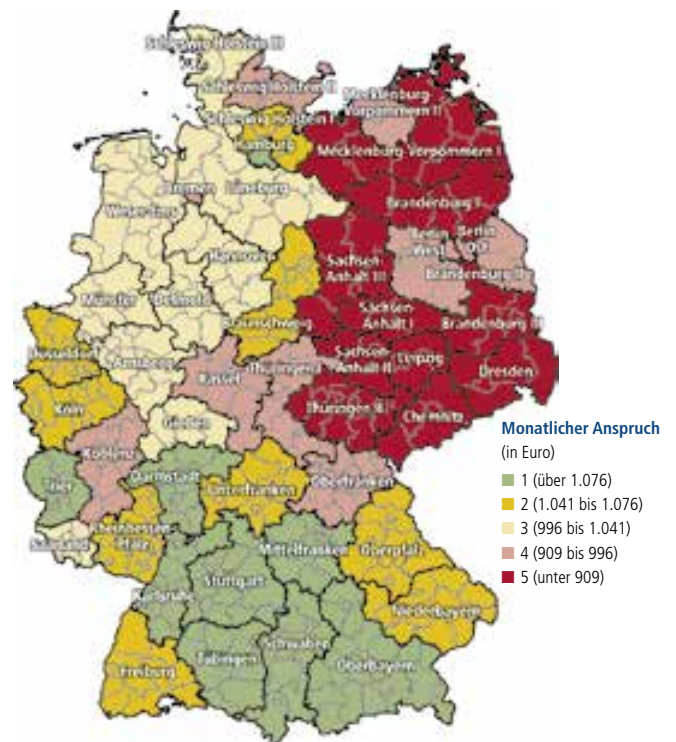 Schleswig Holstein III
Schleswig Holstein II
Mecklenburg-
Vorpommern II
Schleswig Holstein I
Hamburg
Mecklenburg-Vorpommern I
Bremen
Lüneburg
Brandenburg I
Weser-Ems
Berlin
West
Berlin
Ost
Hannover
Sachsen-
Anhalt III
Brandenburg II
Münster
Detmold
Braunschweig
Sachsen-
Anhalt I
Brandenburg III
Düsseldorf
Arnsberg
Kassel
Thüringen I
Sachsen-
Anhalt II
Leipzig
Dresden
Köln
Gießen
Thüringen II
Chemnitz
Koblenz
Trier
Darmstadt
Unterfranken
Oberfranken
Saarland
Rheinhessen-
Pfalz
Mittelfranken
Oberpfalz
Karlsruhe
Stuttgart
Niederbayern
Freiburg
Tübingen
Schwaben
Oberbayern
Monatlicher Anspruch
(in Euro)
1 (über 1.076)
2 (1.041 bis 1.076)
3 (996 bis 1.041)
4 (909 bis 996)
5 (unter 909)